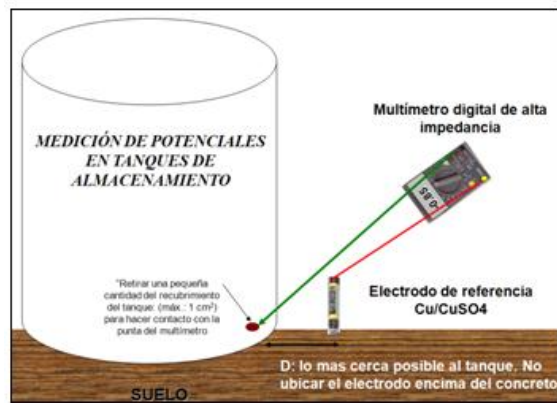 MEDICIÓN DE POTENCIALES
EN TANQUES DE
ALMACENAMIENTO
Multímetro digital de alta
impedancia
-0.85
"Retirar una pequeña
cantidad del recubrimiento
del tanque: (máx.: 1 cm²)
para hacer contacto con la
punta del multímetro
Electrodo de referencia
Cu/CuSO4
D: lo mas cerca posible al tanque. No
ubicar el electrodo encima del concreto
SUELO